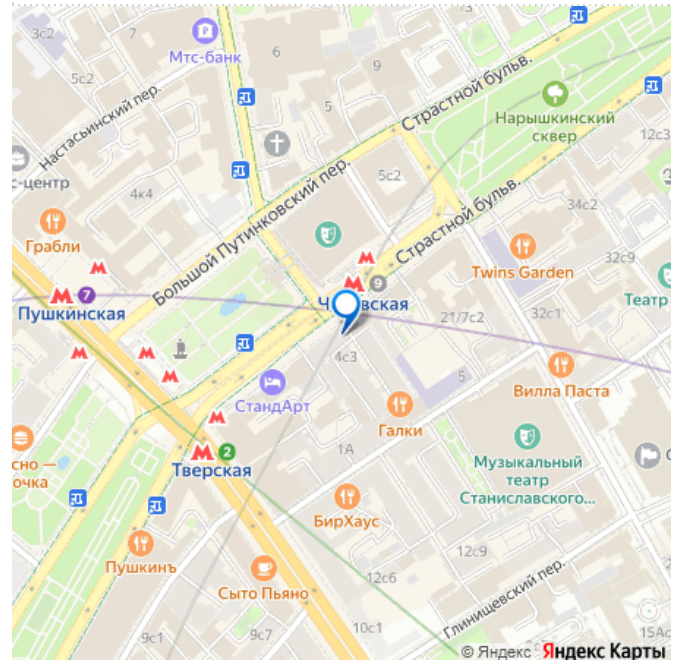 3с2
5с2
Мтс-банк
6
9
7
Страстной бульв.
Настасьинский пер.
Нарышкинский
сквер
12с3
с-центр
4к4
5с2
Грабли
Большой Путинковский пер.
Страстной бульв.
34с2
Twins Garden
32с9
7
Пушкинская
9
Театр
21/7с2
32с1
4с3
СтандАрт
5
Вилла Паста
Галки
2
Тверская
1А
Музыкальный
театр
Станиславского...
БирХаус
Пушкинъ
Сыто Пьяно
12с9
12с6
Глинищевский пер.
9с1
9с7
10с1
© Яндекс Яндекс Карты